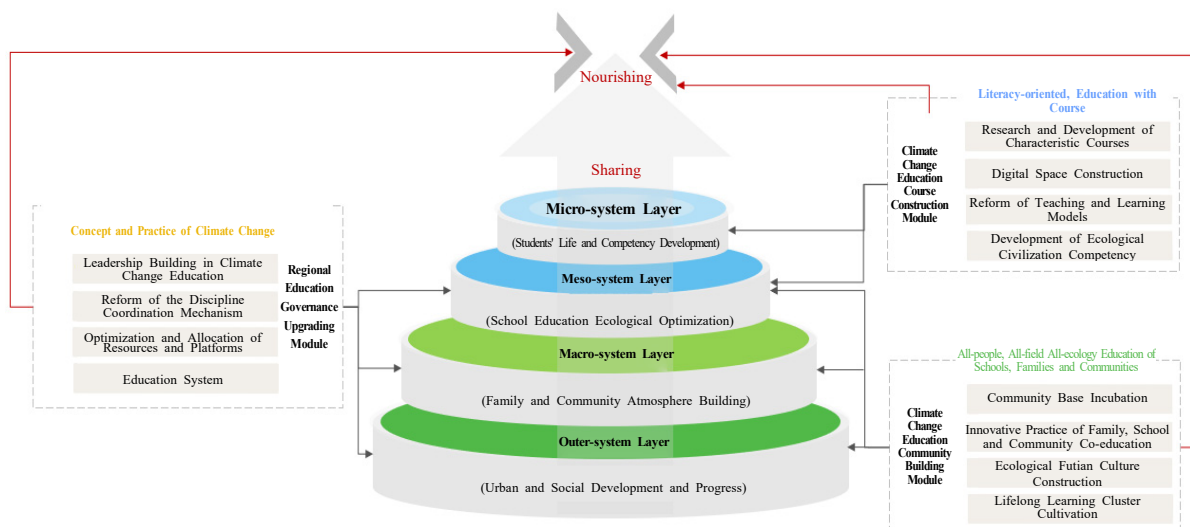 Nourishing
Sharing
Micro-system Layer
(Students' Life and Competency Development)
Meso-system Layer
(School Education Ecological Optimization)
Macro-system Layer
(Family and Community Atmosphere Building)
Outer-system Layer
(Urban and Social Development and Progress)
Concept and Practice of Climate Change
Leadership Building in Climate
Change Education
Reform of the Discipline
Coordination Mechanism
Optimization and Allocation of
Resources and Platforms
Education System
Regional
Education
Governance
Upgrading
Module
Literacy-oriented, Education with
Course
Climate
Change
Education
Course
Construction
Module
Research and Development of
Characteristic Courses
Digital Space Construction
Reform of Teaching and Learning
Models
Development of Ecological
Civilization Competency
All-people, All-field All-ecology Education of
Schools, Families and Communities
Climate
Change
Education
Community
Building
Module
Community Base Incubation
Innovative Practice of Family, School
and Community Co-education
Ecological Futian Culture
Construction
Lifelong Learning Cluster
Cultivation